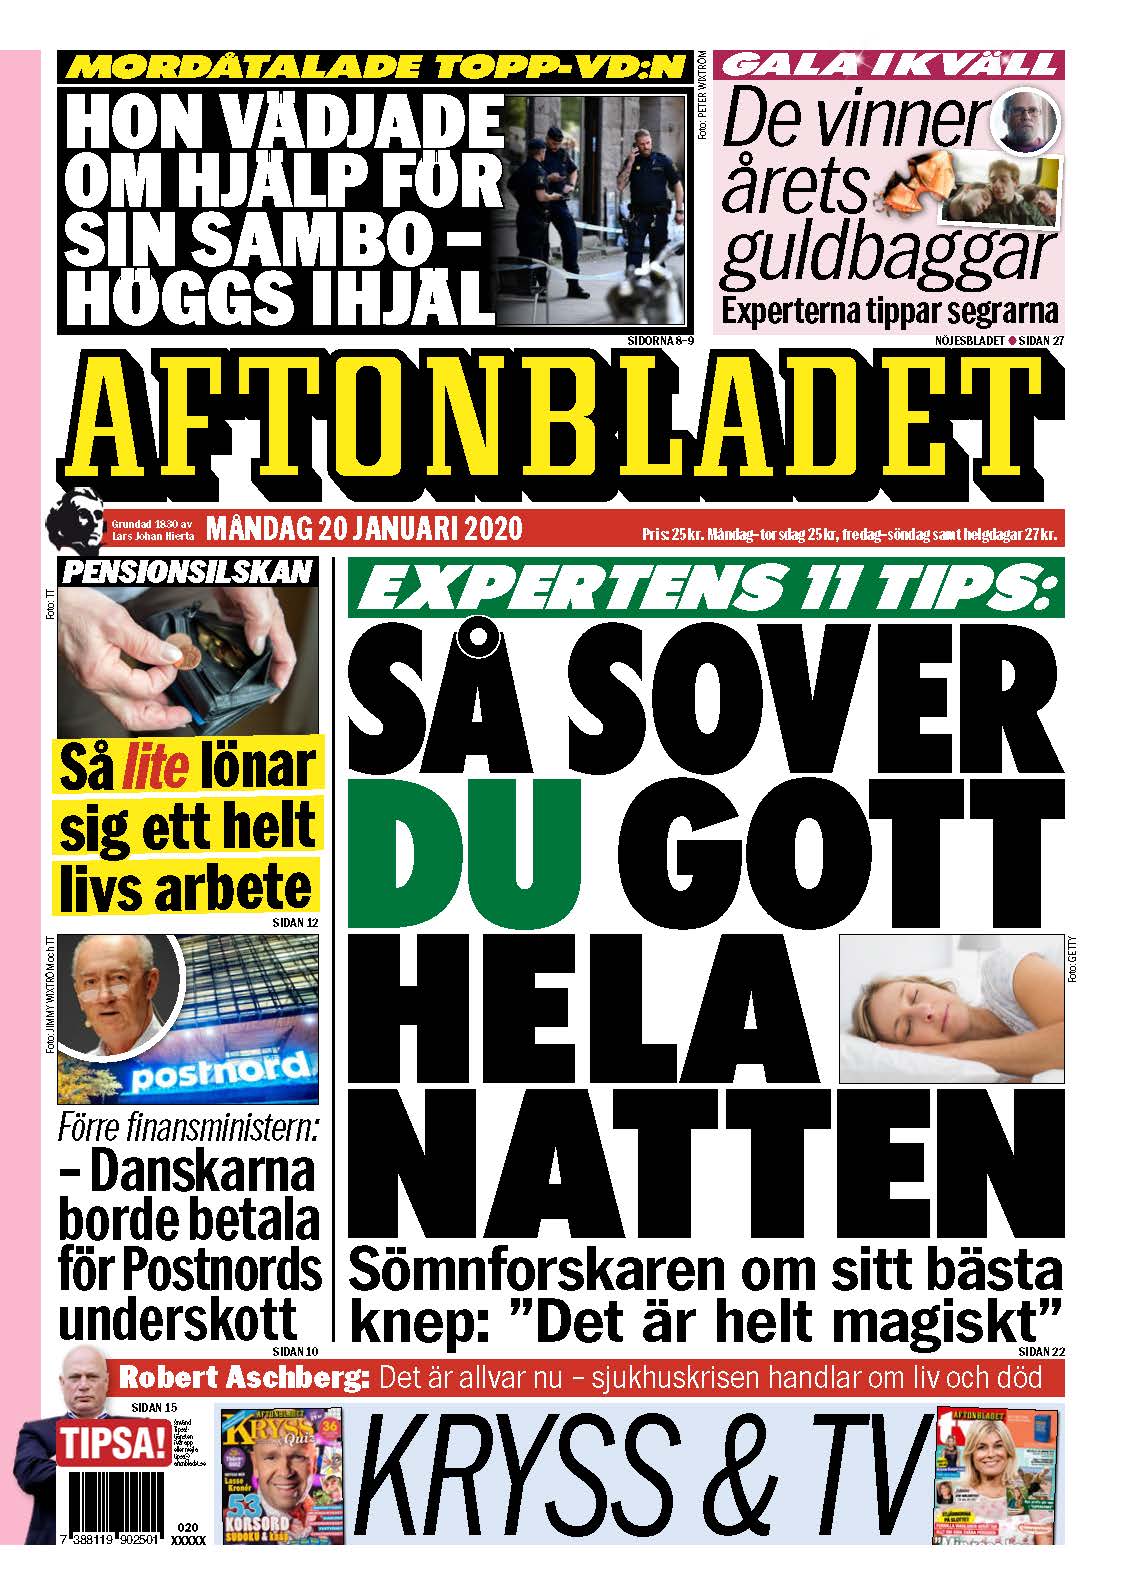 MORDÅTALADE TOPP-VD:N
HON VÄDJADE
OM HJÄLP FÖR
SIN SAMBO –
HÖGGS IHJÄL
SIDORNA 8–9
Foto: PETER WIXTRÖM
GALA IKVÄLL
De vinner
årets
guldbaggar
Experterna tippar segrarna
NÖJESBLADET ● SIDAN 27
AFTONBLADET
Grundad 1830 av
Lars Johan Hierta
MÅNDAG 20 JANUARI 2020
Pris: 25 kr. Måndag–torsdag 25 kr, fredag–söndag samt helgdagar 27 kr.
PENSIONSILSKAN
Foto: TT
Så lite lönar
sig ett helt
livs arbete
SIDAN 12
Foto: JIMMY WIXTRÖM och TT
postnord
Förre finansministern:
– Danskarna
borde betala
för Postnords
underskott
SIDAN 10
EXPERTENS 11 TIPS:
SÅ SOVER
DU GOTT
HELA
NATTEN
Foto: GETTY
Sömnforskaren om sitt bästa
knep: ”Det är helt magiskt”
SIDAN 22
Robert Aschberg: Det är allvar nu – sjukhuskrisen handlar om liv och död
SIDAN 15
TIPSA!
7 388119 902501
020
XXXXX
AFTONBLADET
KRYSS
& Quiz
36
Lasse
Kronér
53
KORSORD
SUDOKU & kryss
KRYSS & TV
AFTONBLADET